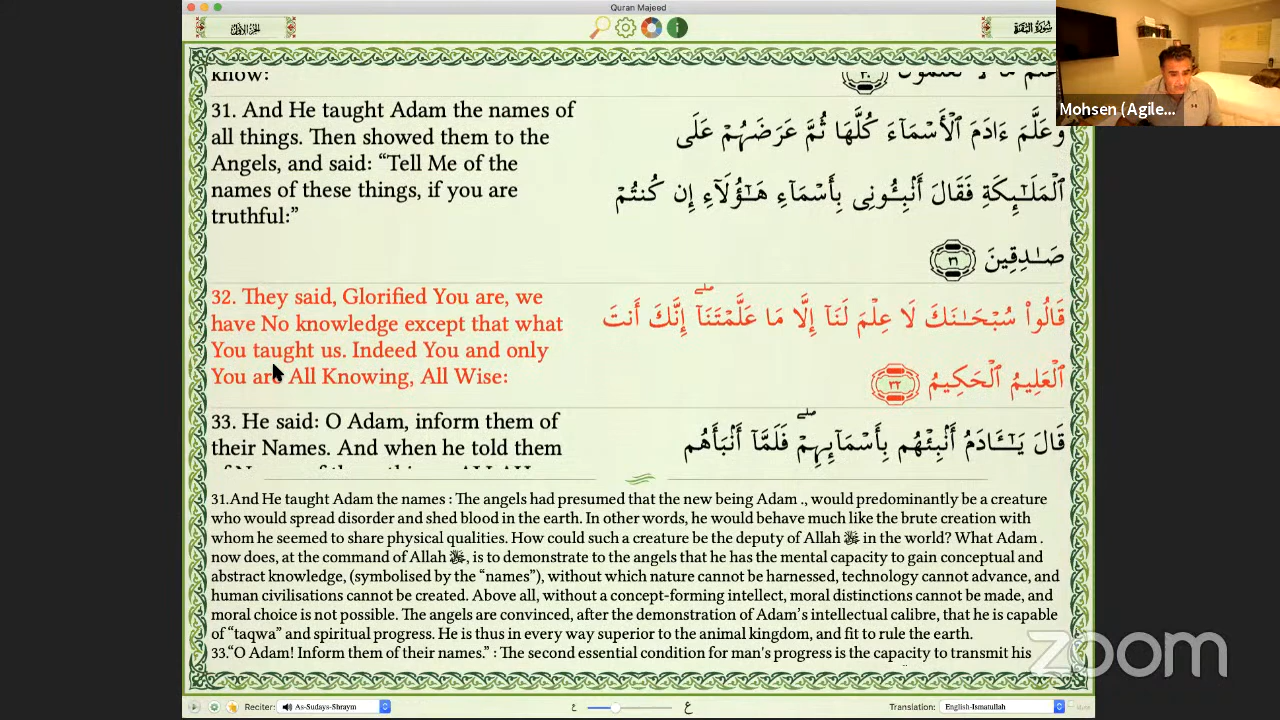 Quran Majeed
know:
31. And He taught Adam the names of
all things. Then showed them to the
Angels, and said: “Tell Me of the
names of these things, if you are
truthful:”
وَعَلَّمَ ءَادَمَ ٱلْأَسْمَآءَ كُلَّهَا ثُمَّ عَرَضَهُمْ عَلَى
ٱلْمَلَـٰٓئِكَةِ فَقَالَ أَنۢبِـُٔونِى بِأَسْمَآءِ هَـٰٓؤُلَآءِ إِن كُنتُمْ
صَـٰدِقِينَ ٣١
32. They said, Glorified You are, we
have No knowledge except that what
You taught us. Indeed You and only
You are All Knowing, All Wise:
قَالُوا۟ سُبْحَـٰنَكَ لَا عِلْمَ لَنَآ إِلَّا مَا عَلَّمْتَنَآ ۖ إِنَّكَ أَنتَ
ٱلْعَلِيمُ ٱلْحَكِيمُ ٣٢
33. He said: O Adam, inform them of
their Names. And when he told them
قَالَ يَـٰٓـَٔادَمُ أَنۢبِئْهُم بِأَسْمَآئِهِمْ ۖ فَلَمَّآ أَنۢبَأَهُم
31.And He taught Adam the names : The angels had presumed that the new being Adam ., would predominantly be a creature
who would spread disorder and shed blood in the earth. In other words, he would behave much like the brute creation with
whom he seemed to share physical qualities. How could such a creature be the deputy of Allah ﷻ in the world? What Adam .
now does, at the command of Allah ﷻ, is to demonstrate to the angels that he has the mental capacity to gain conceptual and
abstract knowledge, (symbolised by the “names”), without which nature cannot be harnessed, technology cannot advance, and
human civilisations cannot be created. Above all, without a concept-forming intellect, moral distinctions cannot be made, and
moral choice is not possible. The angels are convinced, after the demonstration of Adam's intellectual calibre, that he is capable
of “taqwa” and spiritual progress. He is thus in every way superior to the animal kingdom, and fit to rule the earth.
33.“O Adam! Inform them of their names.” : The second essential condition for man's progress is the capacity to transmit his
Reciter: As-Sudays-Shraym
ع ع
Translation: English-Ismatullah
Mohsen (Agile...
zoom